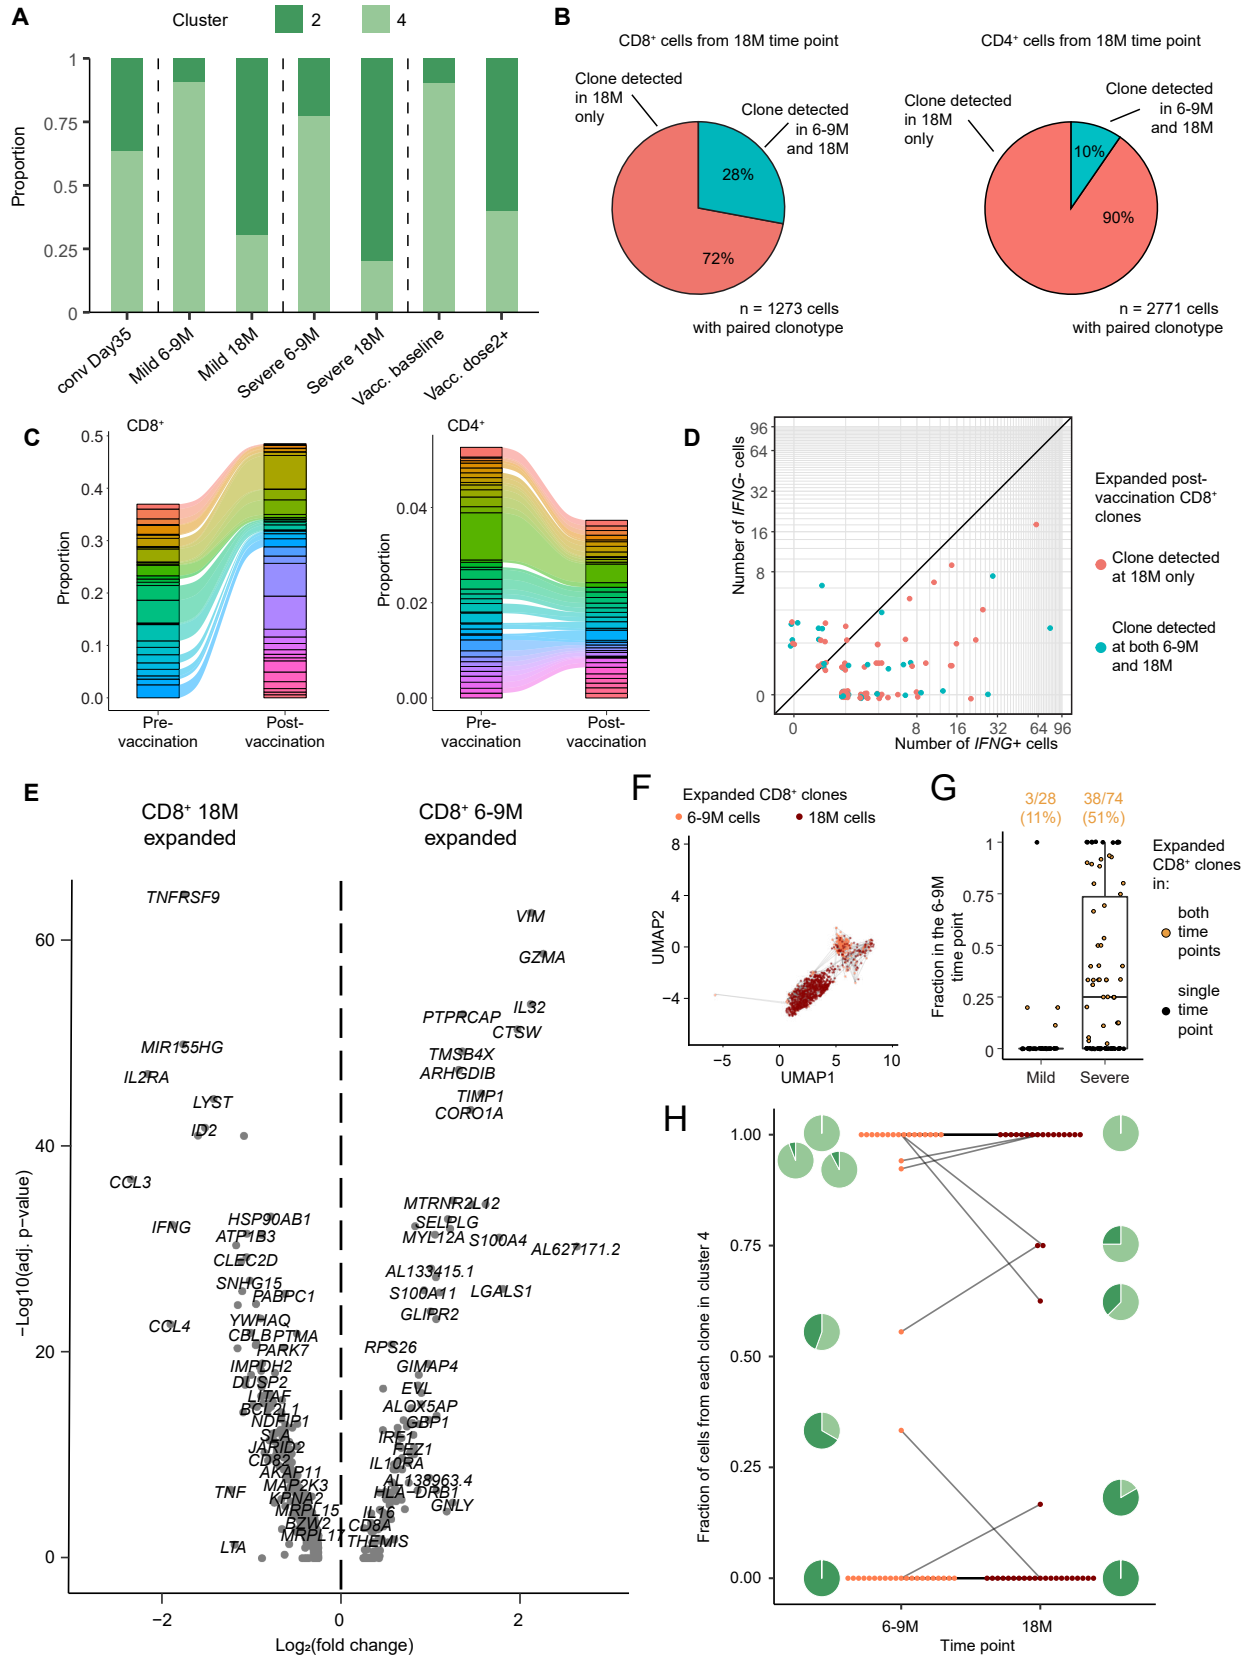 A
Cluster
2
4
1
0.75
0.5
0.25
0
Proportion
conv Day35
Mild 6-9M
Mild 18M
Severe 6-9M
Severe 18M
Vacc. baseline
Vacc. dose2+
B
CD8⁺ cells from 18M time point
Clone detected
in 18M
only
Clone detected
in 6-9M
and 18M
28%
72%
n = 1273 cells
with paired clonotype
CD4⁺ cells from 18M time point
Clone detected
in 18M
only
Clone detected
in 6-9M
and 18M
10%
90%
n = 2771 cells
with paired clonotype
C
CD8⁺
0.5
0.4
0.3
0.2
0.1
0.0
Proportion
Pre-
vaccination
Post-
vaccination
CD4⁺
0.04
0.02
0.00
Proportion
Pre-
vaccination
Post-
vaccination
D
96
64
32
16
8
0
Number of IFNG- cells
0
8
16
32
64
96
Number of IFNG+ cells
Expanded post-
vaccination CD8⁺
clones
Clone detected
at 18M only
Clone detected
at both 6-9M
and 18M
E
CD8⁺ 18M
expanded
CD8⁺ 6-9M
expanded
TNFRSF9
VIM
GZMA
IL32
PTPRCAP
CTSW
MIR155HG
TMSB4X
IL2RA
ARHGDIB
LYST
TIMP1
CORO1A
ID2
CCL3
IFNG
HSP90AB1
MTRNR2L12
ATP1B3
SELPLG
MYL12A
S100A4
AL627171.2
CLEC2D
SNHG15
AL133415.1
PABPC1
S100A11
LGALS1
GLIPR2
CCL4
YWHAQ
CBLB
PTMA
PARK7
RPS26
IMPDH2
GIMAP4
DUSP2
EVL
LITAF
BCL2L1
ALOX5AP
NDFIP1
GBP1
SLA
IRF1
JARID2
FEZ1
CD82
IL10RA
AKAP11
MAP2K3
AL138963.4
TNF
KPNA2
HLA−DRB1
MRPL15
IL16
GNLY
BZW2
CD8A
MRPL17
THEMIS
LTA
60
40
20
0
−Log10(adj. p−value)
−2
0
2
Log₂(fold change)
F
Expanded CD8⁺ clones
6-9M cells
18M cells
8
4
0
−4
UMAP2
−5
0
5
10
UMAP1
G
3/28
(11%)
38/74
(51%)
1
0.75
0.5
0.25
0
Fraction in the 6-9M
time point
Mild
Severe
Expanded
CD8⁺ clones
in:
both
time
points
single
time
point
H
1.00
0.75
0.50
0.25
0.00
Fraction of cells from each clone in cluster 4
6-9M
18M
Time point